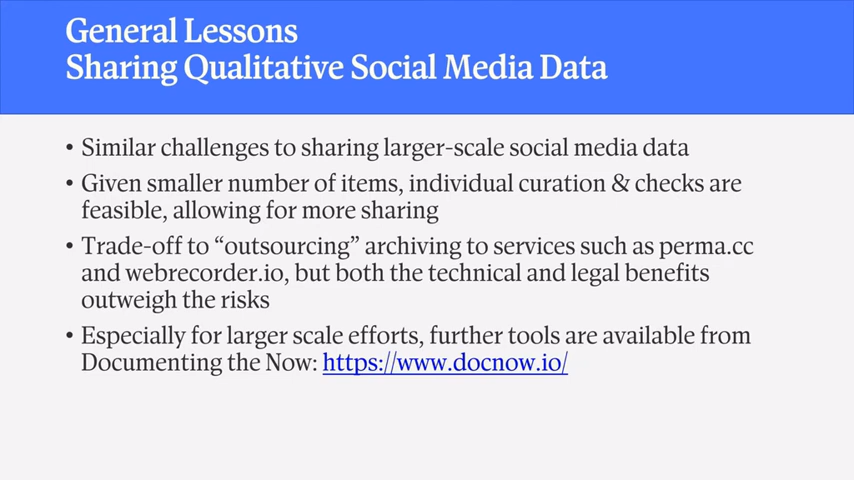 General Lessons
Sharing Qualitative Social Media Data
• Similar challenges to sharing larger-scale social media data
• Given smaller number of items, individual curation & checks are
feasible, allowing for more sharing
• Trade-off to “outsourcing” archiving to services such as perma.cc
and webrecorder.io, but both the technical and legal benefits
outweigh the risks
• Especially for larger scale efforts, further tools are available from
Documenting the Now: https://www.docnow.io/